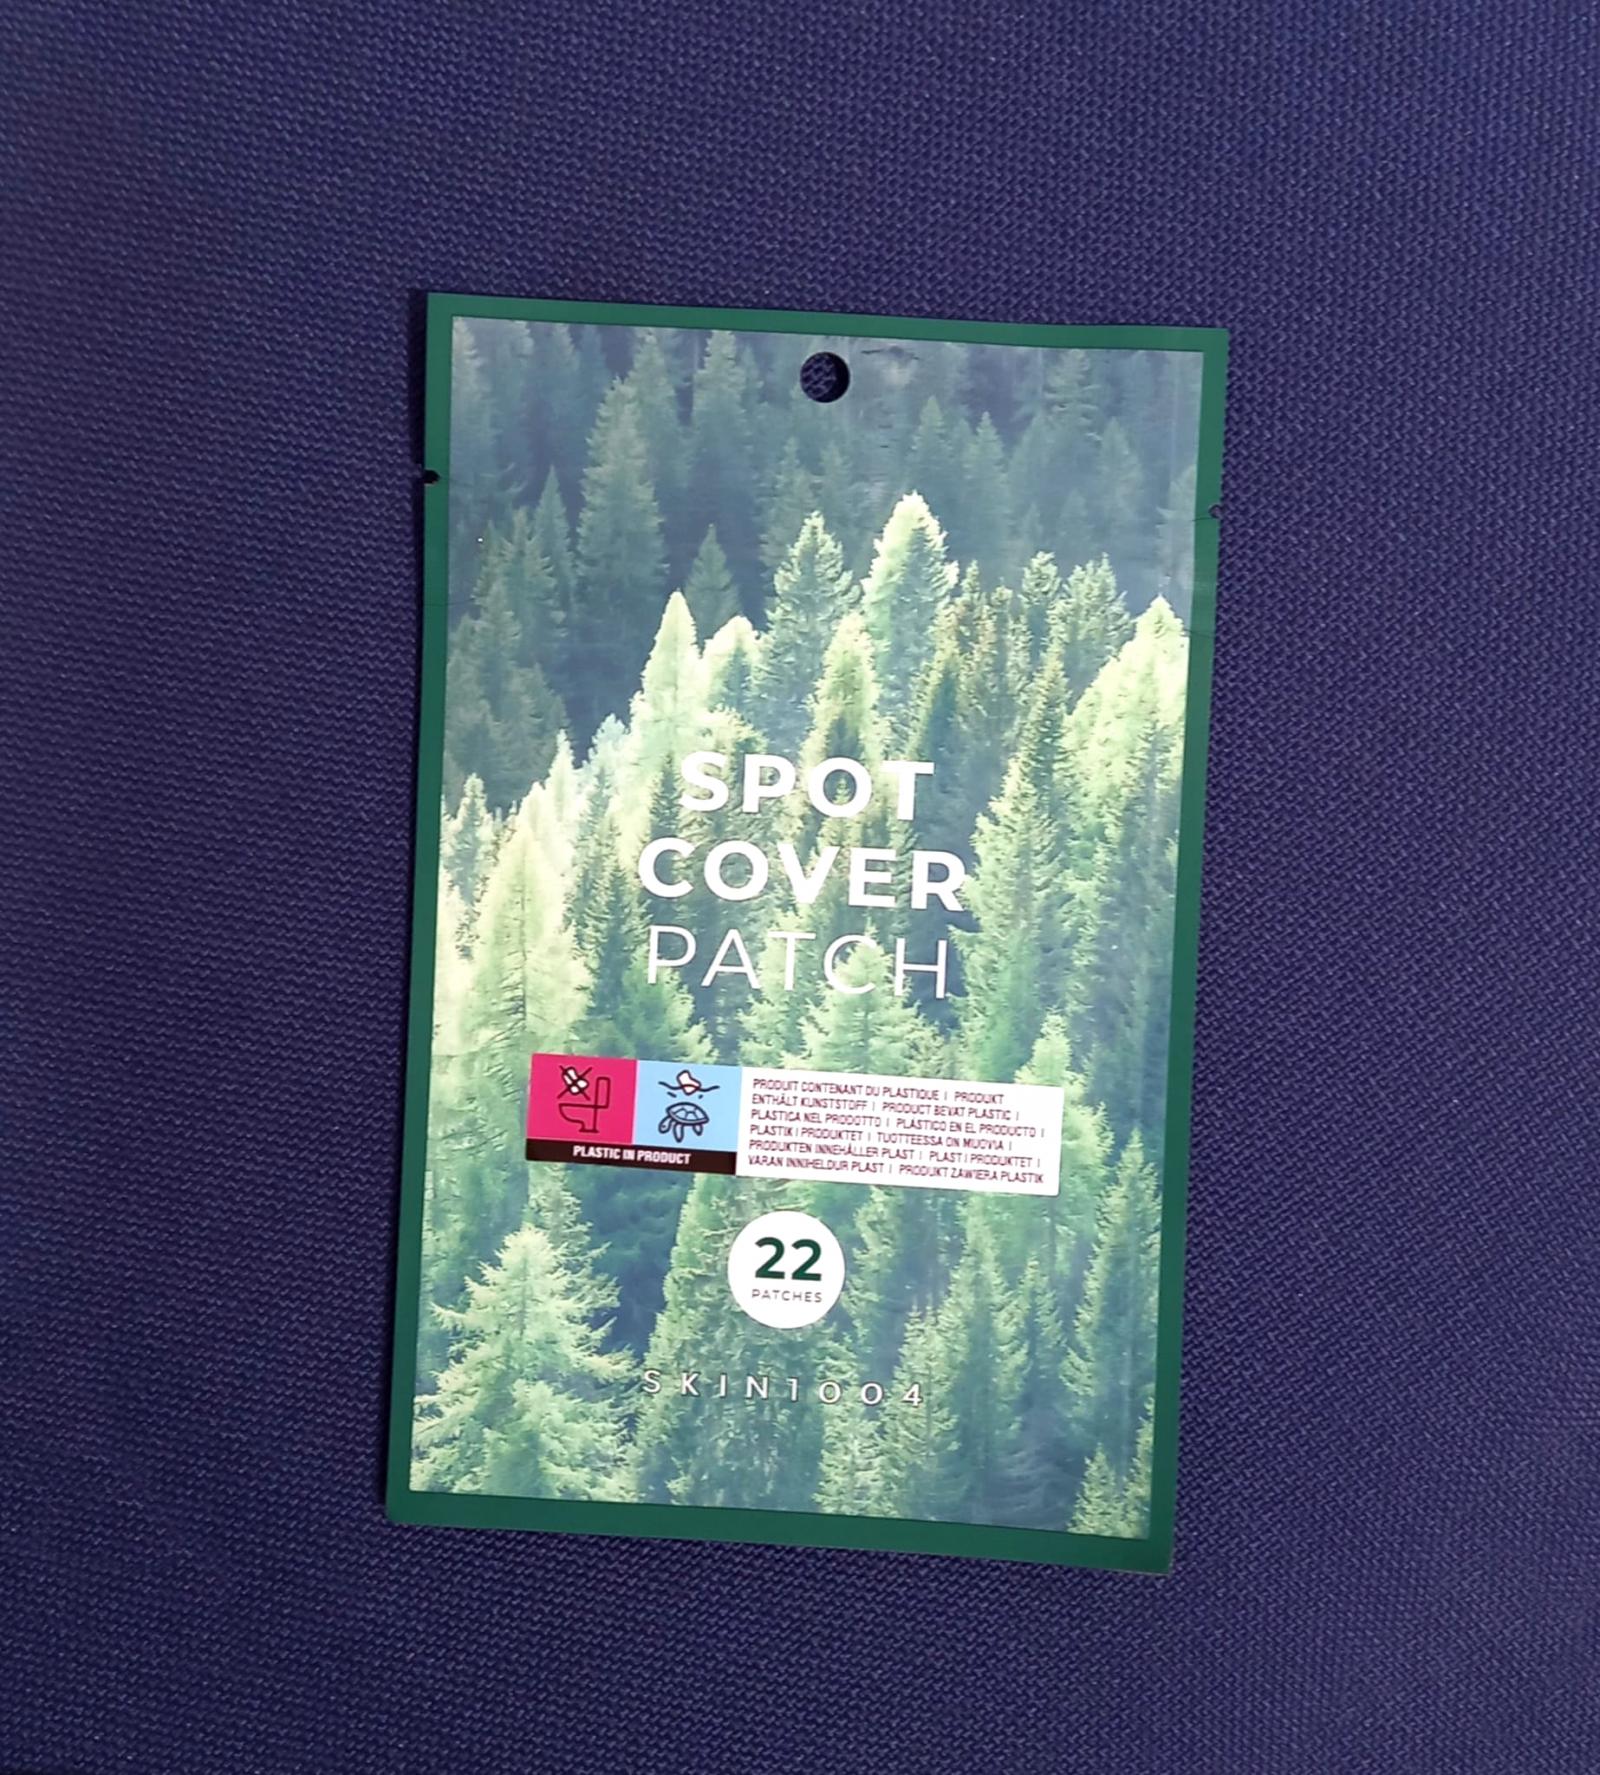 SPOT
COVER
PATCH
PLASTIC IN PRODUCT
PRODUIT CONTENANT DU PLASTIQUE | PRODUKT
ENTHÄLT KUNSTSTOFF | PRODUCT BEVAT PLASTIC |
PLASTICA NEL PRODOTTO | PLASTICO EN EL PRODUCTO |
PLASTIK I PRODUKTET | TUOTTEESSA ON MUOVIA |
PRODUKTEN INNEHÅLLER PLAST | PLAST I PRODUKTET |
VARAN INNIHELDUR PLAST | PRODUKT ZAWIERA PLASTIK
22
PATCHES
SKIN1004